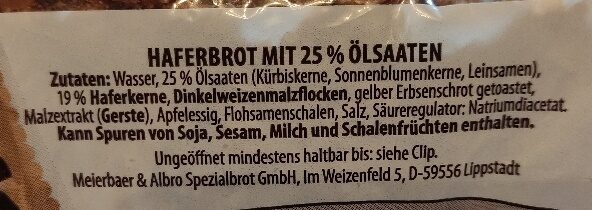 HAFERBROT MIT 25 % ÖLSAATEN
Zutaten: Wasser, 25 % Ölsaaten (Kürbiskerne, Sonnenblumenkerne, Leinsamen),
19 % Haferkerne, Dinkelweizenmalzflocken, gelber Erbsenschrot getoastet,
Malzextrakt (Gerste), Apfelessig, Flohsamenschalen, Salz, Säureregulator: Natriumdiacetat.
Kann Spuren von Soja, Sesam, Milch und Schalenfrüchten enthalten.
Ungeöffnet mindestens haltbar bis: siehe Clip.
Meierbaer & Albro Spezialbrot GmbH, Im Weizenfeld 5, D-59556 Lippstadt